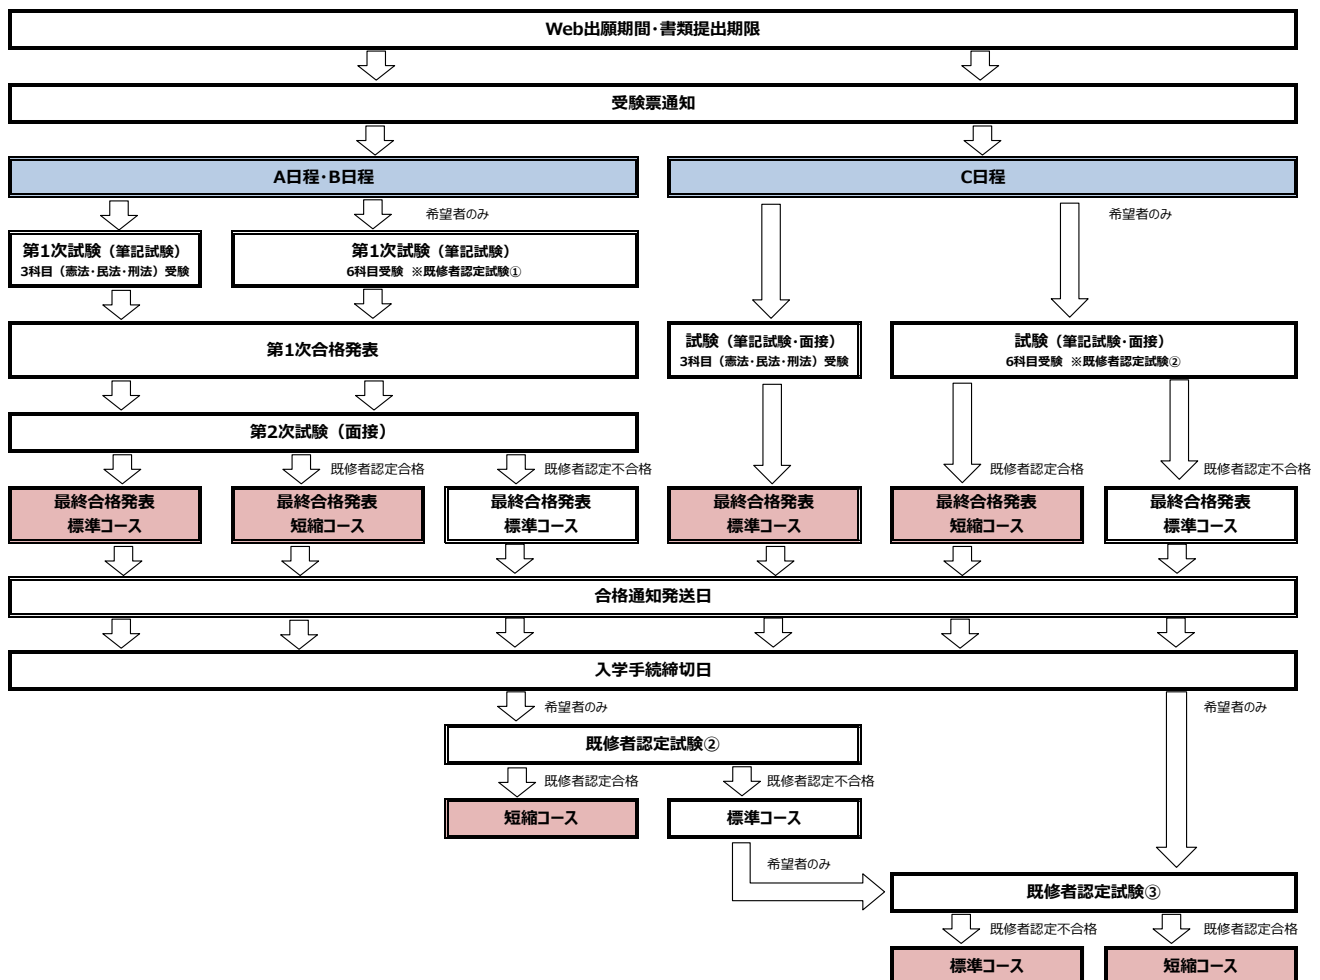 Web出願期間・書類提出期限
受験票通知
A日程・B日程
C日程
希望者のみ
希望者のみ
第1次試験（筆記試験）
3科目（憲法・民法・刑法）受験
第1次試験（筆記試験）
6科目受験 ※既修者認定試験①
第1次合格発表
試験（筆記試験・面接）
3科目（憲法・民法・刑法）受験
試験（筆記試験・面接）
6科目受験 ※既修者認定試験②
第2次試験（面接）
既修者認定合格
既修者認定不合格
既修者認定合格
既修者認定不合格
最終合格発表
標準コース
最終合格発表
短縮コース
最終合格発表
標準コース
最終合格発表
標準コース
最終合格発表
短縮コース
最終合格発表
標準コース
合格通知発送日
入学手続締切日
希望者のみ
希望者のみ
既修者認定試験②
既修者認定合格
既修者認定不合格
短縮コース
標準コース
希望者のみ
既修者認定試験③
既修者認定不合格
既修者認定合格
標準コース
短縮コース